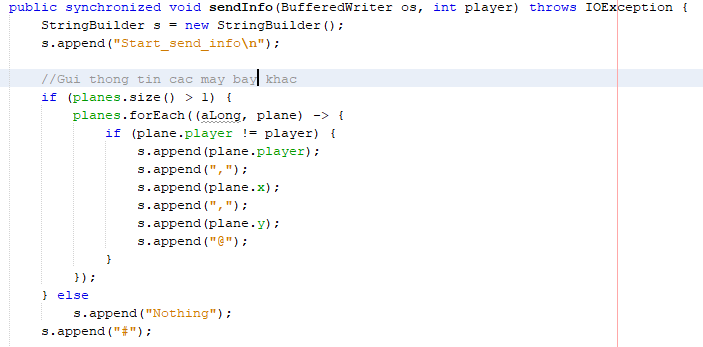 public synchronized void sendInfo(BufferedWriter os, int player) throws IOException {
StringBuilder s = new StringBuilder();
s.append("Start_send_info\n");
//Gui thong tin cac may bay khac
if (planes.size() > 1) {
planes.forEach((aLong, plane) -> {
if (plane.player != player) {
s.append(plane.player);
s.append(",");
s.append(plane.x);
s.append(",");
s.append(plane.y);
s.append("@");
}
});
} else
s.append("Nothing");
s.append("#");